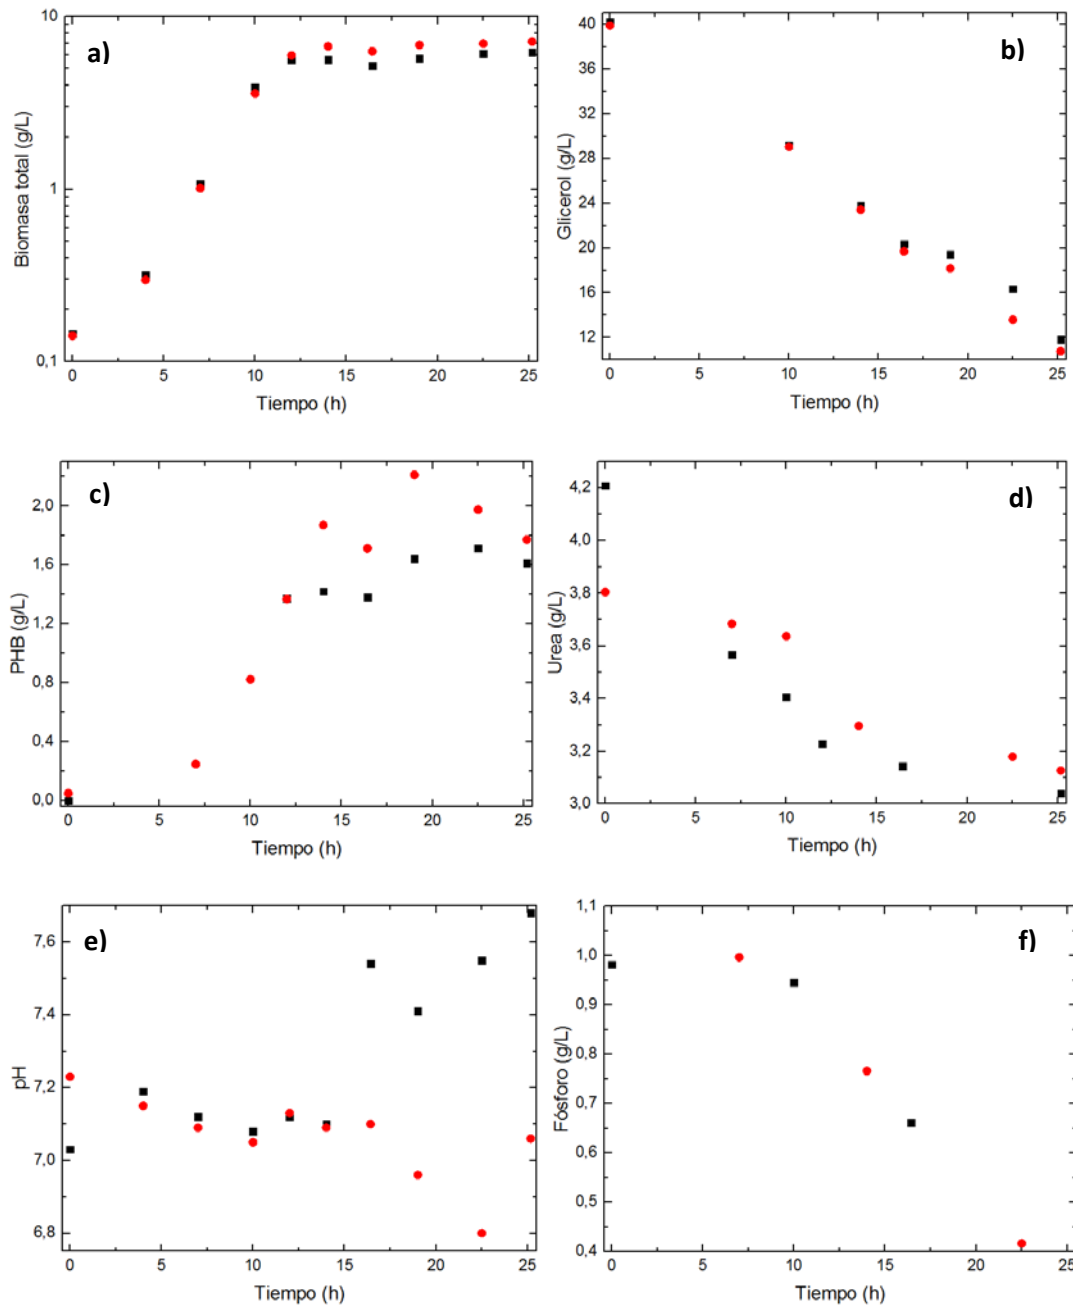 a)
Biomasa total (g/L)
10
1
0,1
0 5 10 15 20 25
Tiempo (h)
b)
Glicerol (g/L)
40
36
32
28
24
20
16
12
0 5 10 15 20 25
Tiempo (h)
c)
PHB (g/L)
2,0
1,6
1,2
0,8
0,4
0,0
0 5 10 15 20 25
Tiempo (h)
d)
Urea (g/L)
4,2
4,0
3,8
3,6
3,4
3,2
3,0
0 5 10 15 20 25
Tiempo (h)
e)
pH
7,6
7,4
7,2
7,0
6,8
0 5 10 15 20 25
Tiempo (h)
f)
Fósforo (g/L)
1,1
1,0
0,9
0,8
0,7
0,6
0,5
0,4
0 5 10 15 20 25
Tiempo (h)